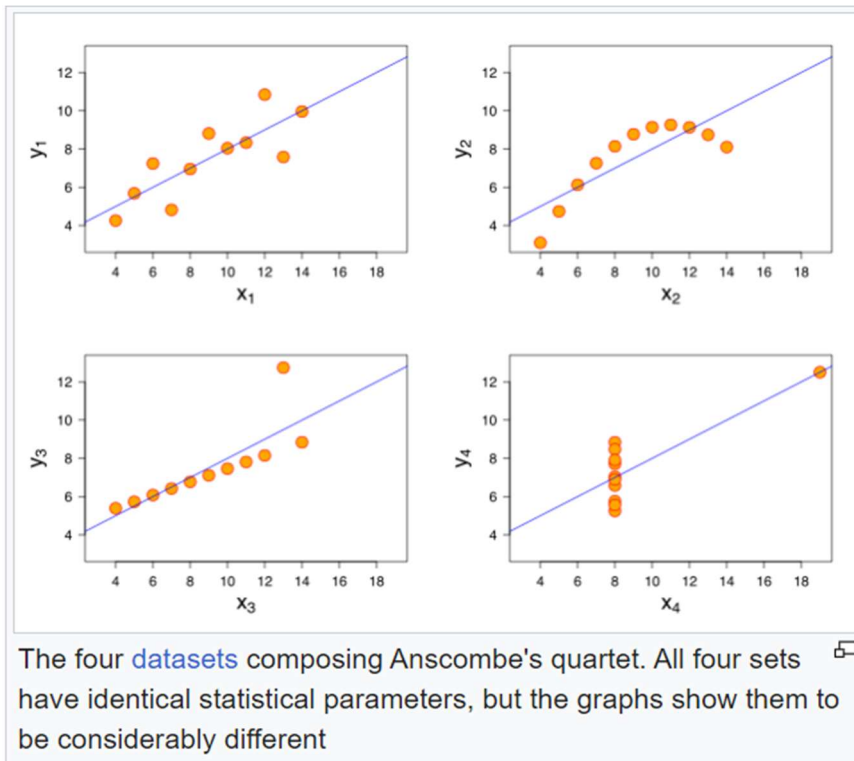 12
10
8
6
4
y1
4 6 8 10 12 14 16 18
x1
12
10
8
6
4
y2
4 6 8 10 12 14 16 18
x2
12
10
8
6
4
y3
4 6 8 10 12 14 16 18
x3
12
10
8
6
4
y4
4 6 8 10 12 14 16 18
x4
The four datasets composing Anscombe's quartet. All four sets
have identical statistical parameters, but the graphs show them to
be considerably different